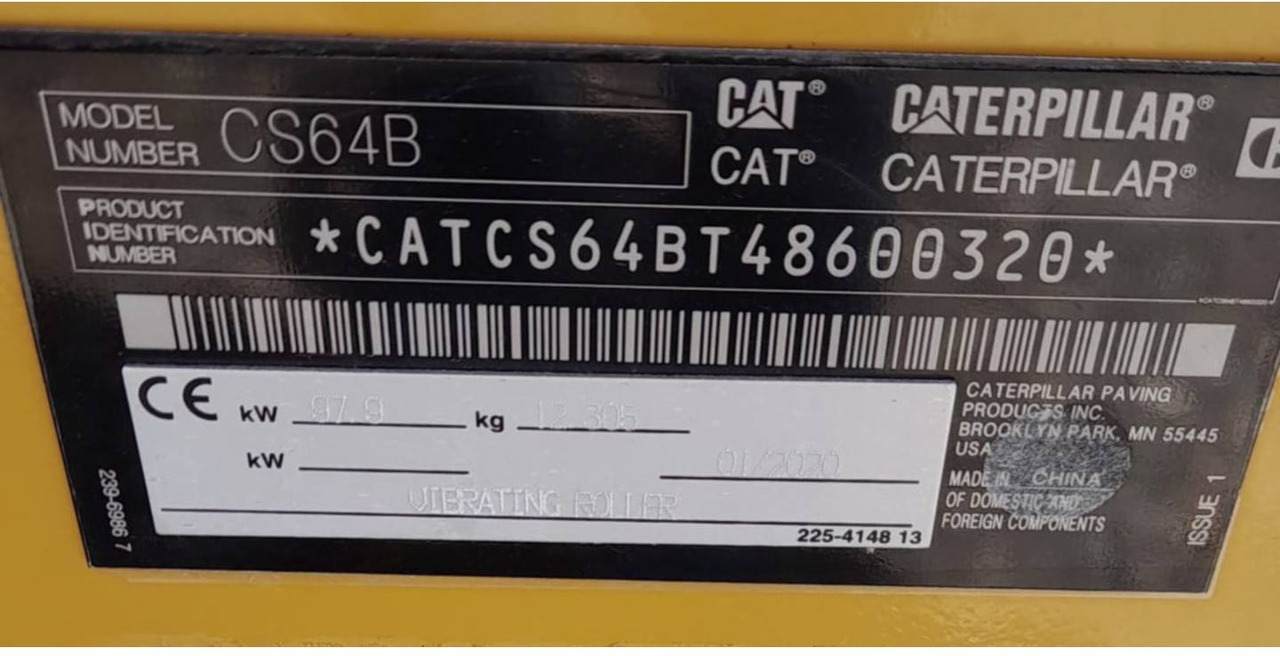 MODEL NUMBER CS64B
CAT® CATERPILLAR®
CAT® CATERPILLAR®
PRODUCT IDENTIFICATION NUMBER *CATCS64BT48600320*
CE kW 87.9 kg 12 305
kW 01/2020
VIBRATING ROLLER
225-4148 13
239-6986 7
CATERPILLAR PAVING
PRODUCTS INC.
BROOKLYN PARK, MN 55445
USA
MADE IN CHINA
OF DOMESTIC AND
FOREIGN COMPONENTS
ISSUE 1